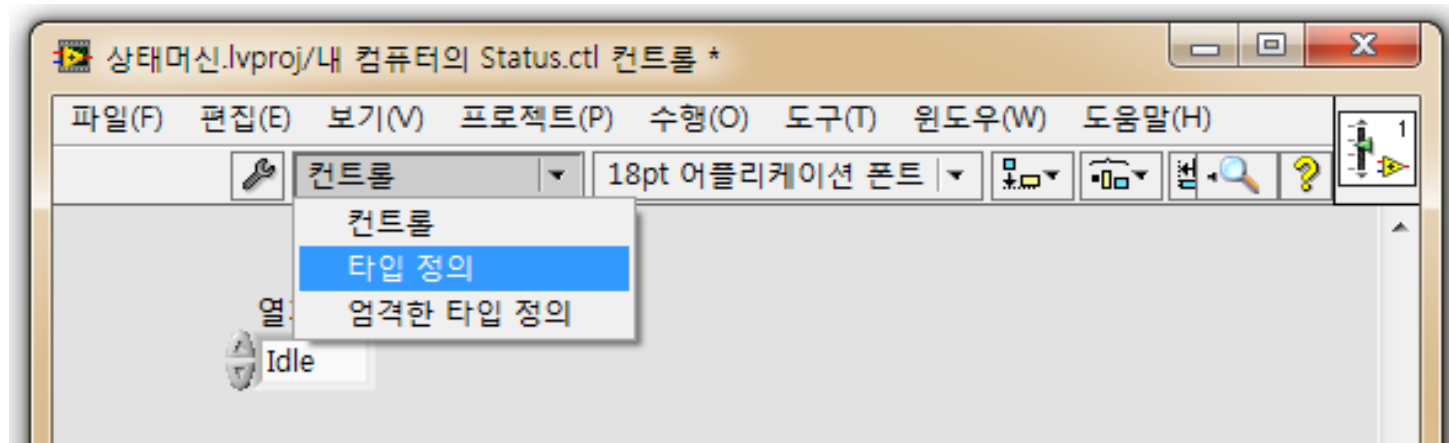 상태머신.lvproj/내 컴퓨터의 Status.ctl 컨트롤 *
파일(F) 편집(E) 보기(V) 프로젝트(P) 수행(O) 도구(T) 윈도우(W) 도움말(H)
1
컨트롤 18pt 어플리케이션 폰트 ?
컨트롤
타입 정의
엄격한 타입 정의
Idle